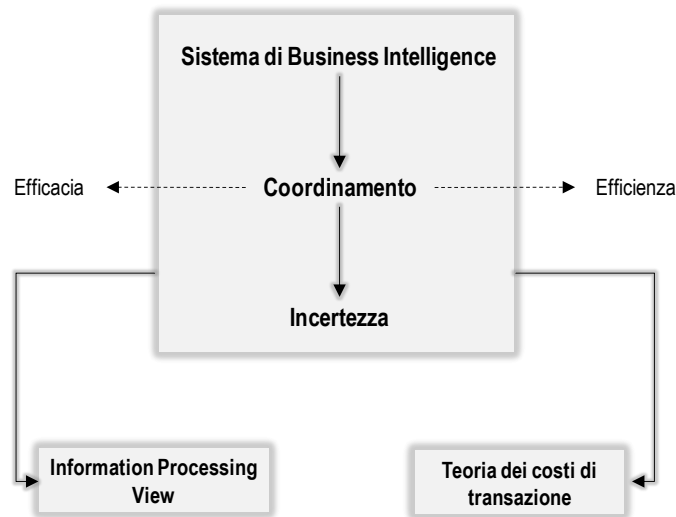 Sistema di Business Intelligence
Efficacia
Coordinamento
Efficienza
Incertezza
Information Processing
View
Teoria dei costi di
transazione